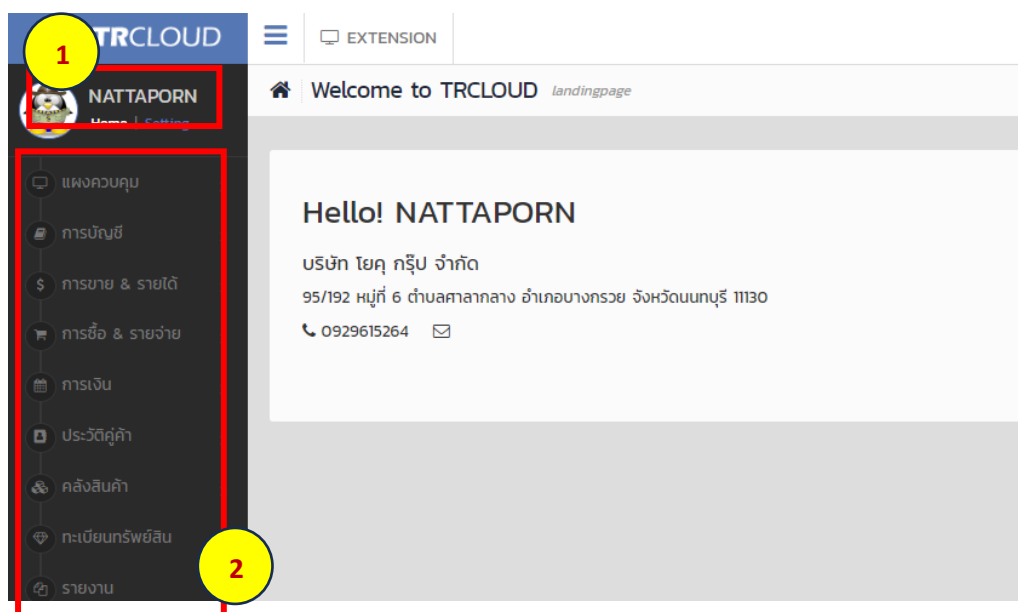 TRCLOUD
EXTENSION
1
NATTAPORN
Home | Setting
Welcome to TRCLOUD landingpage
แผงควบคุม
การบัญชี
การขาย & รายได้
การซื้อ & รายจ่าย
การเงิน
ประวัติคู่ค้า
คลังสินค้า
ทะเบียนทรัพย์สิน
รายงาน
2
Hello! NATTAPORN
บริษัท โยคุ กรุ๊ป จำกัด
95/192 หมู่ที่ 6 ตำบลศาลากลาง อำเภอบางกรวย จังหวัดนนทบุรี 11130
0929615264